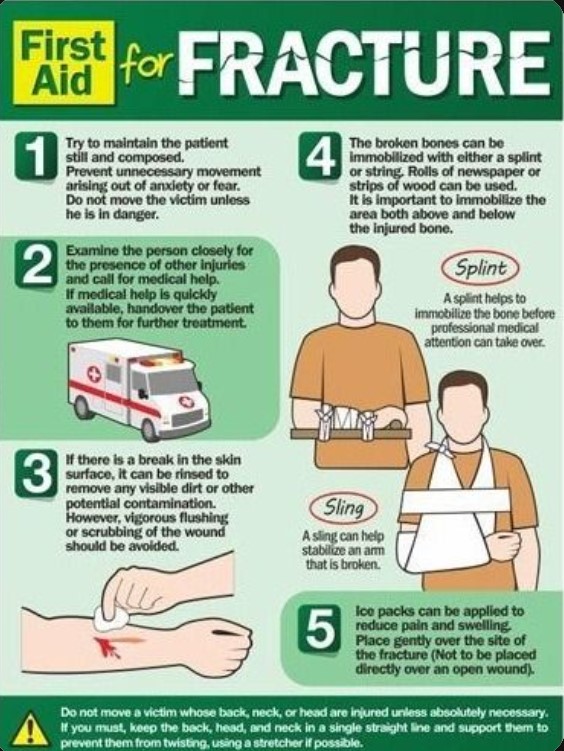 First
Aid
for
FRACTURE
1
Try to maintain the patient
still and composed.
Prevent unnecessary movement
arising out of anxiety or fear.
Do not move the victim unless
he is in danger.
2
Examine the person closely for
the presence of other injuries
and call for medical help.
If medical help is quickly
available, handover the patient
to them for further treatment.
3
If there is a break in the skin
surface, it can be rinsed to
remove any visible dirt or other
potential contamination.
However, vigorous flushing
or scrubbing of the wound
should be avoided.
4
The broken bones can be
immobilized with either a splint
or string. Rolls of newspaper or
strips of wood can be used.
It is important to immobilize the
area both above and below
the injured bone.
Splint
A splint helps to
immobilize the bone before
professional medical
attention can take over.
Sling
A sling can help
stabilize an arm
that is broken.
5
Ice packs can be applied to
reduce pain and swelling.
Place gently over the site of
the fracture (Not to be placed
directly over an open wound).
Do not move a victim whose back, neck, or head are injured unless absolutely necessary.
If you must, keep the back, head, and neck in a single straight line and support them to
prevent them from twisting, using a stretcher if possible.